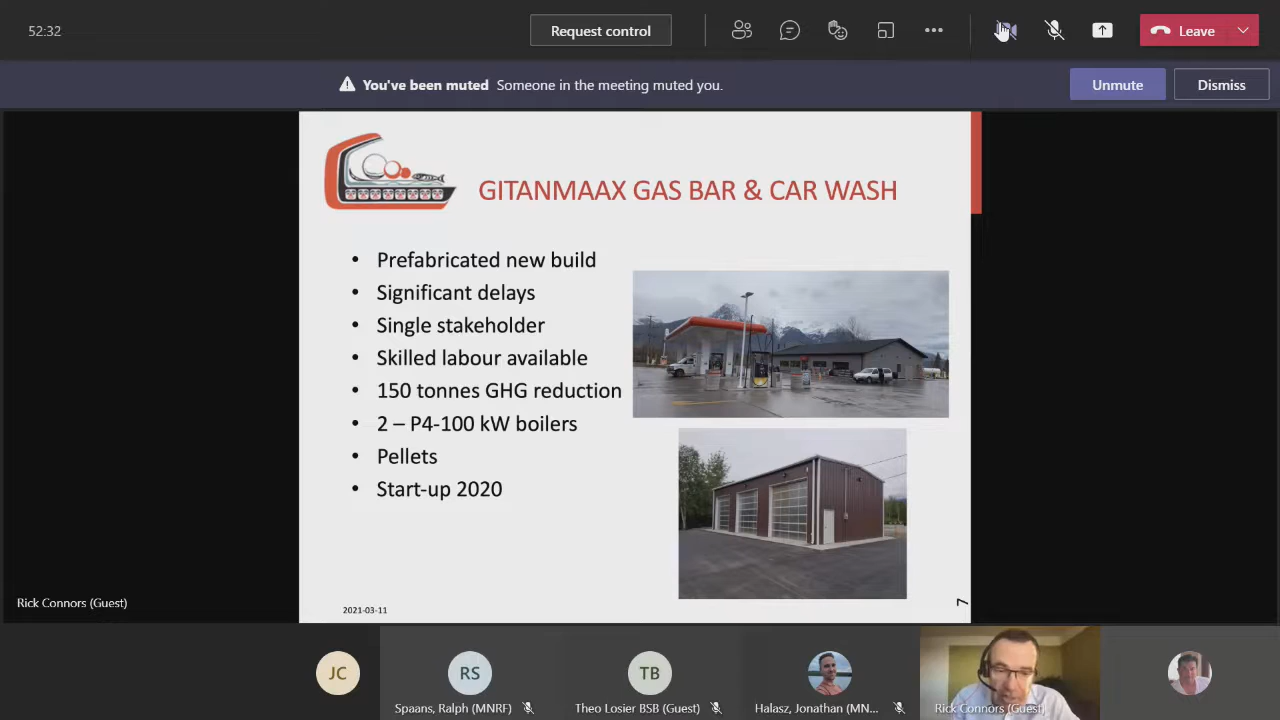 52:32
Request control
Leave
You've been muted Someone in the meeting muted you.
Unmute
Dismiss
GITANMAAX GAS BAR & CAR WASH
• Prefabricated new build
• Significant delays
• Single stakeholder
• Skilled labour available
• 150 tonnes GHG reduction
• 2 – P4-100 kW boilers
• Pellets
• Start-up 2020
Rick Connors (Guest)
2021-03-11
7
JC
RS
TB
Spaans, Ralph (MNRF)
Theo Losier BSB (Guest)
Halasz, Jonathan (MN...
Rick Connors (Guest)